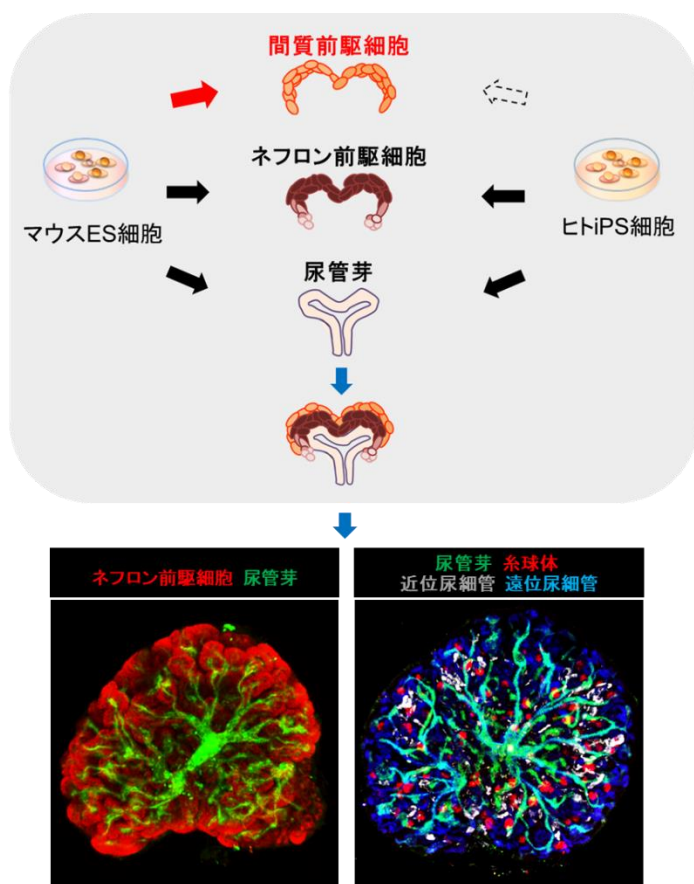 間質前駆細胞
ネフロン前駆細胞
マウスES細胞
ヒトiPS細胞
尿管芽
ネフロン前駆細胞 尿管芽
尿管芽 糸球体
近位尿細管 遠位尿細管